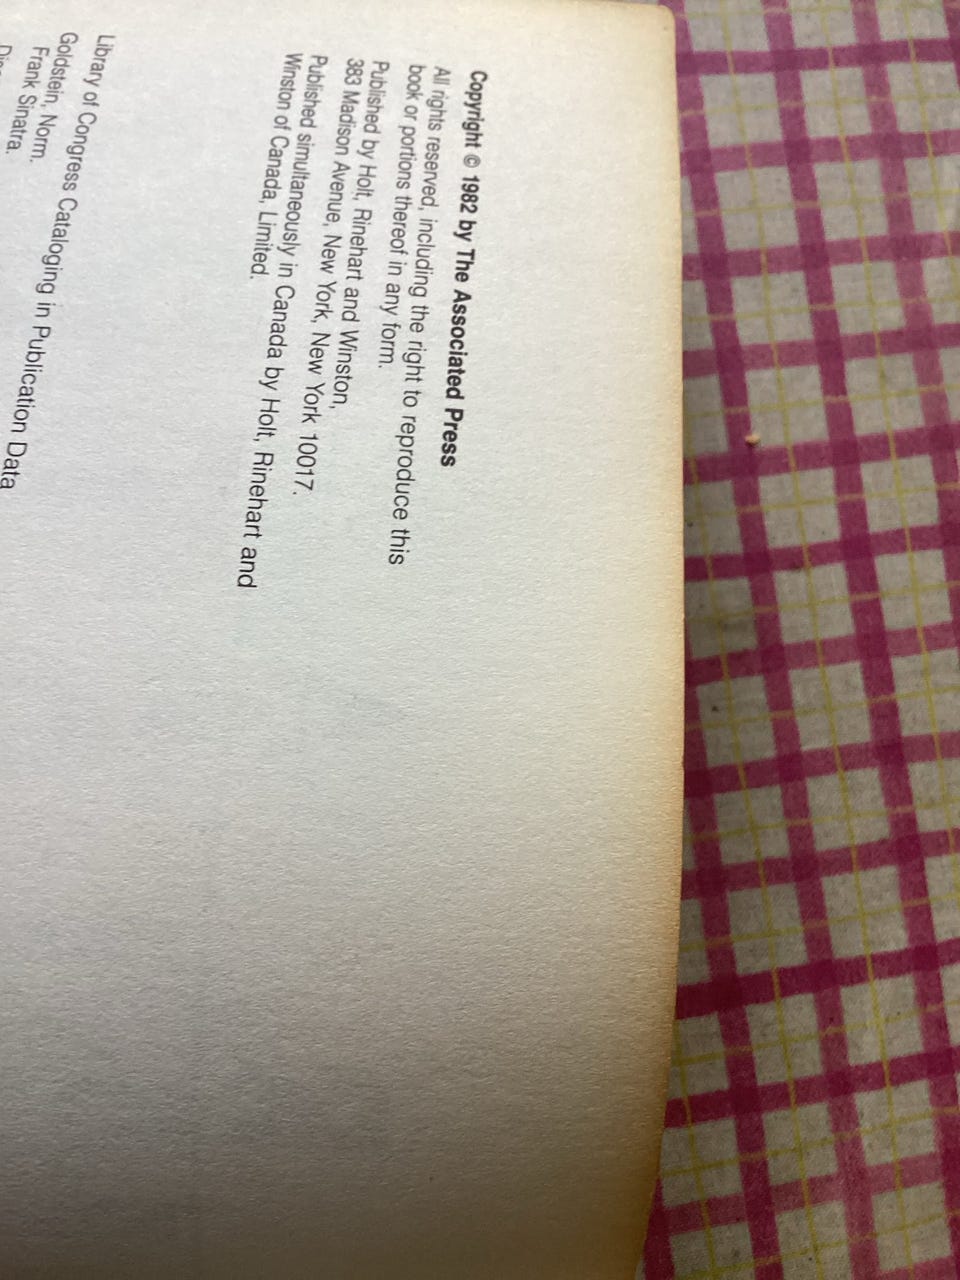 Copyright © 1982 by The Associated Press
All rights reserved, including the right to reproduce this
book or portions thereof in any form.
Published by Holt, Rinehart and Winston,
383 Madison Avenue, New York, New York 10017.
Published simultaneously in Canada by Holt, Rinehart and
Winston of Canada, Limited.
Library of Congress Cataloging in Publication Data
Goldstein, Norm.
Frank Sinatra.